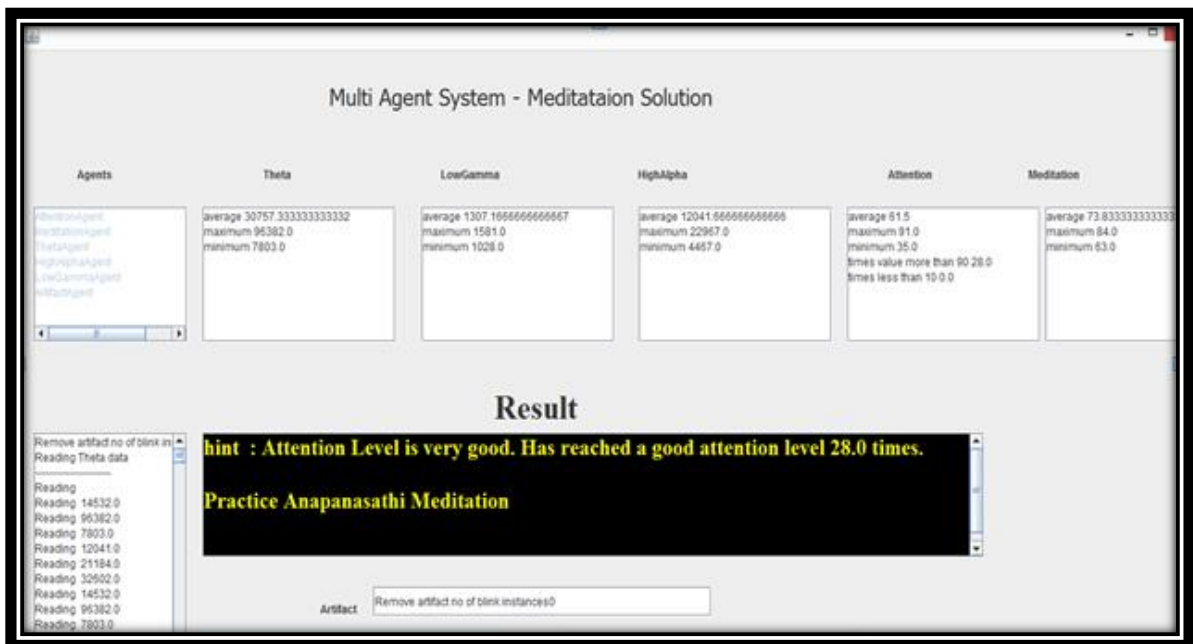 Multi Agent System - Meditataion Solution
Agents
Theta
LowGamma
HighAlpha
Attention
Meditation
AttentionAgent
MeditationAgent
ThetaAgent
HighAlphaAgent
LowGammaAgent
ArtifactAgent
average 30757.333333333332
maximum 96382.0
minimum 7803.0
average 1307.1666666666667
maximum 1581.0
minimum 1028.0
average 12041.666666666666
maximum 22967.0
minimum 4467.0
average 61.5
maximum 91.0
minimum 35.0
times value more than 90 28.0
times less than 10 0.0
average 73.833333333333
maximum 84.0
minimum 63.0
Result
Remove artifact no of blink in
Reading Theta data
--------------------
Reading
Reading 14532.0
Reading 96382.0
Reading 7803.0
Reading 12041.0
Reading 21184.0
Reading 32602.0
Reading 14532.0
Reading 96382.0
Reading 7803.0
hint : Attention Level is very good. Has reached a good attention level 28.0 times.
Practice Anapanasathi Meditation
Artifact
Remove artifact no of blink instances0